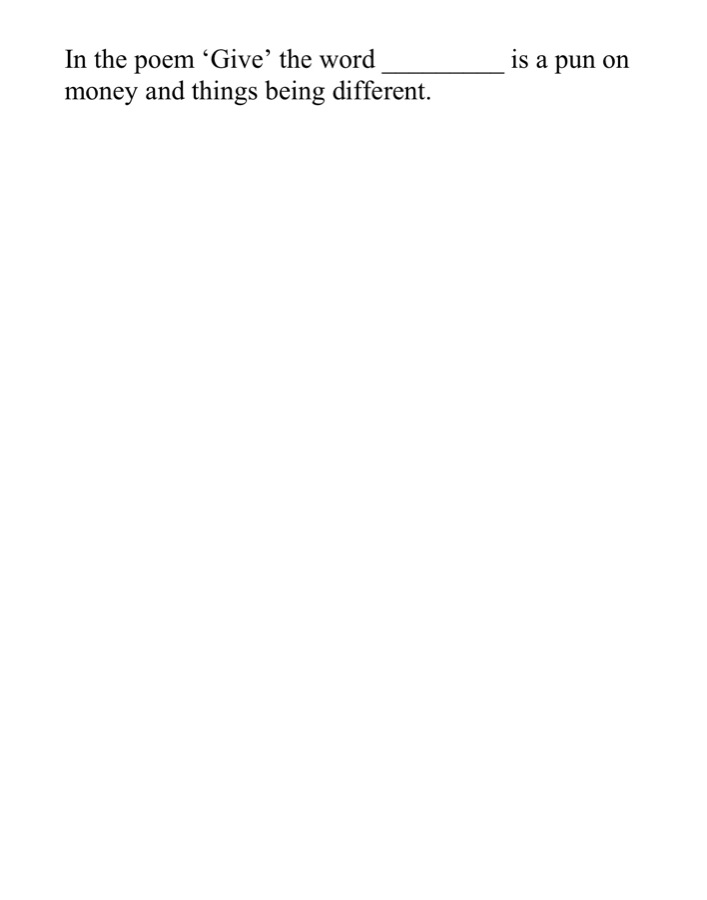 In the poem ‘Give’ the word _________ is a pun on
money and things being different.